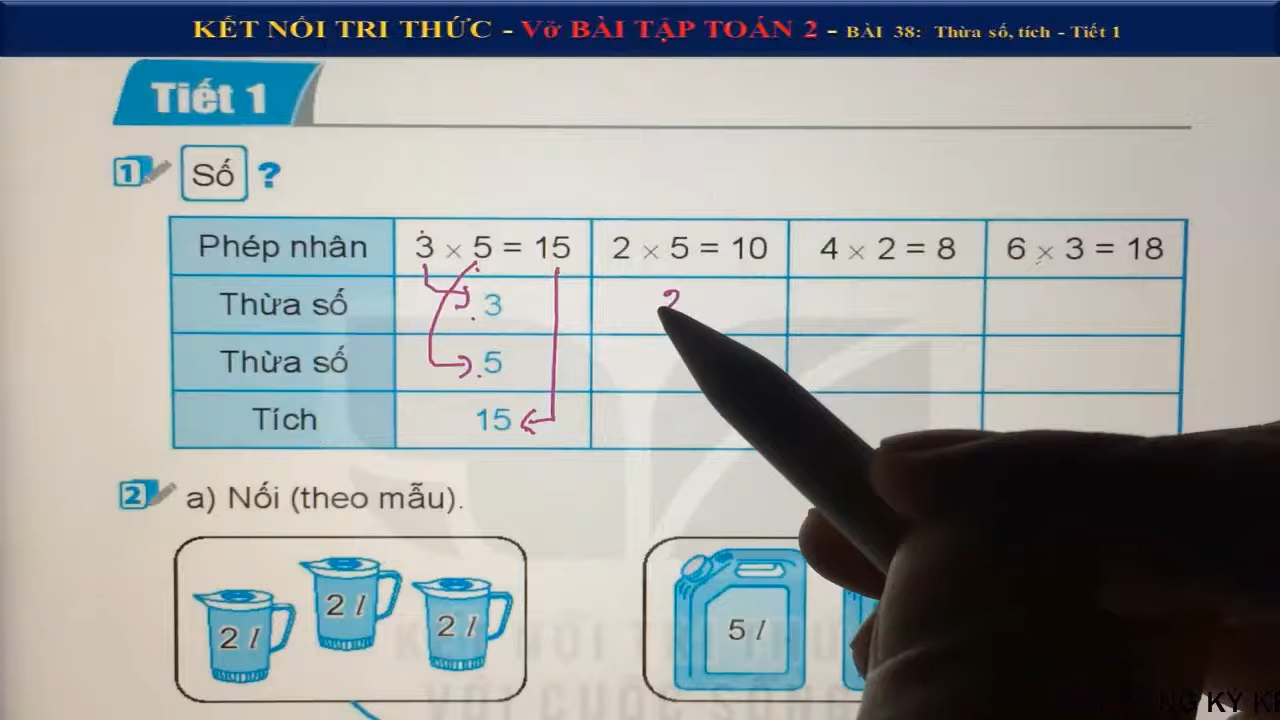 KẾT NỐI TRI THỨC - Vở BÀI TẬP TOÁN 2 - BÀI 38: Thừa số, tích - Tiết 1
Tiết 1
1 Số ?
Phép nhân 3 × 5 = 15 2 × 5 = 10 4 × 2 = 8 6 × 3 = 18
Thừa số 3 2
Thừa số 5
Tích 15
2 a) Nối (theo mẫu).
2 l 2 l 2 l 5 l